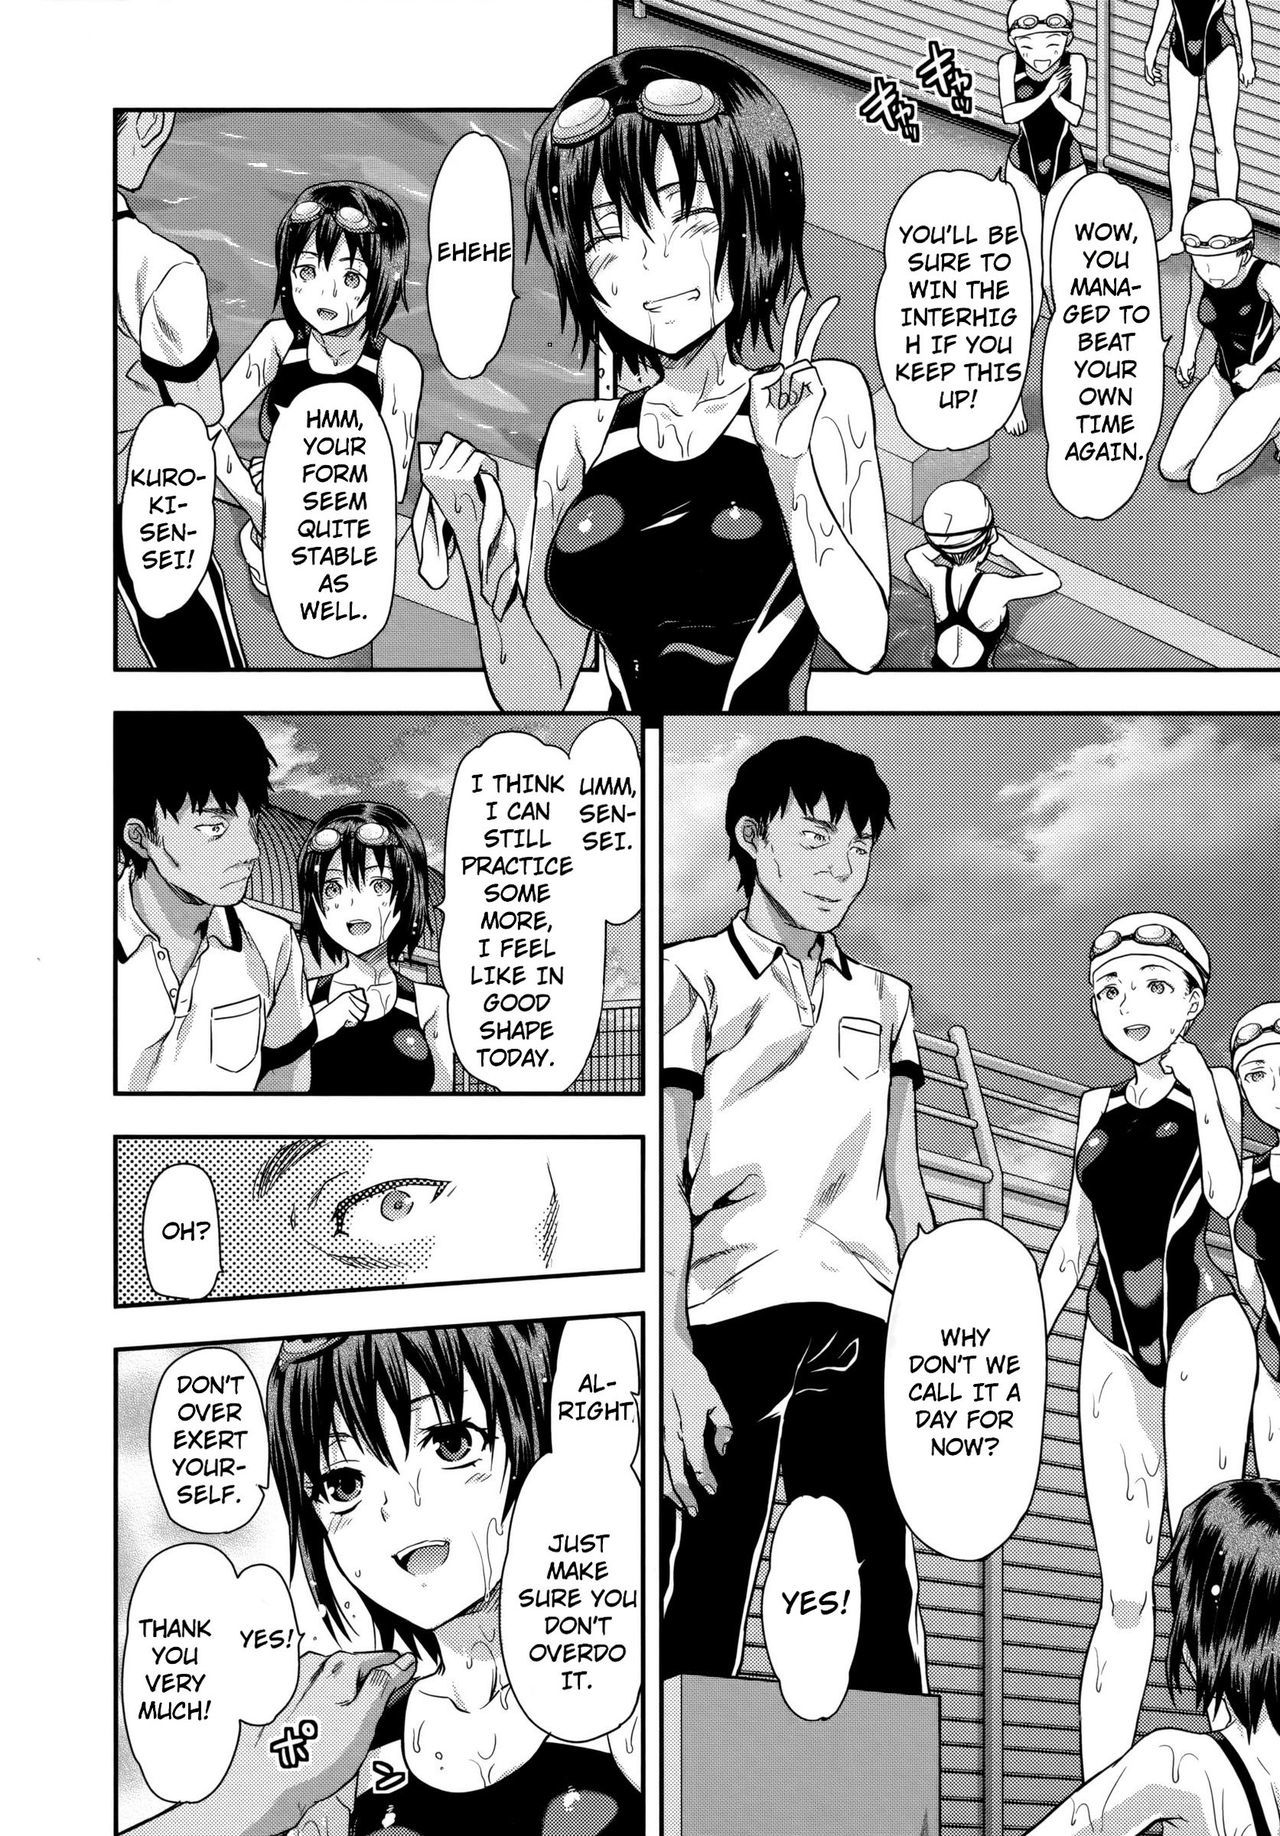 WOW,
YOU
MANA-
GED TO
BEAT
YOUR
OWN
TIME
AGAIN.
YOU'LL BE
SURE TO
WIN THE
INTERHIG
H IF YOU
KEEP THIS
UP!
キャッ
キャッ
EHEHE
HMM,
YOUR
FORM
SEEM
QUITE
STABLE
AS
WELL.
KURO-
KI-
SEN-
SEI!
WHY
DON'T WE
CALL IT A
DAY FOR
NOW?
YES!
UMM,
SEN-
SEI.
I THINK
I CAN
STILL
PRACTICE
SOME
MORE,
I FEEL
LIKE IN
GOOD
SHAPE
TODAY.
OH?
AL-
RIGHT
JUST
MAKE
SURE YOU
DON'T
OVERDO
IT.
DON'T
OVER
EXERT
YOUR-
SELF.
YES!
THANK
YOU
VERY
MUCH!
ポン